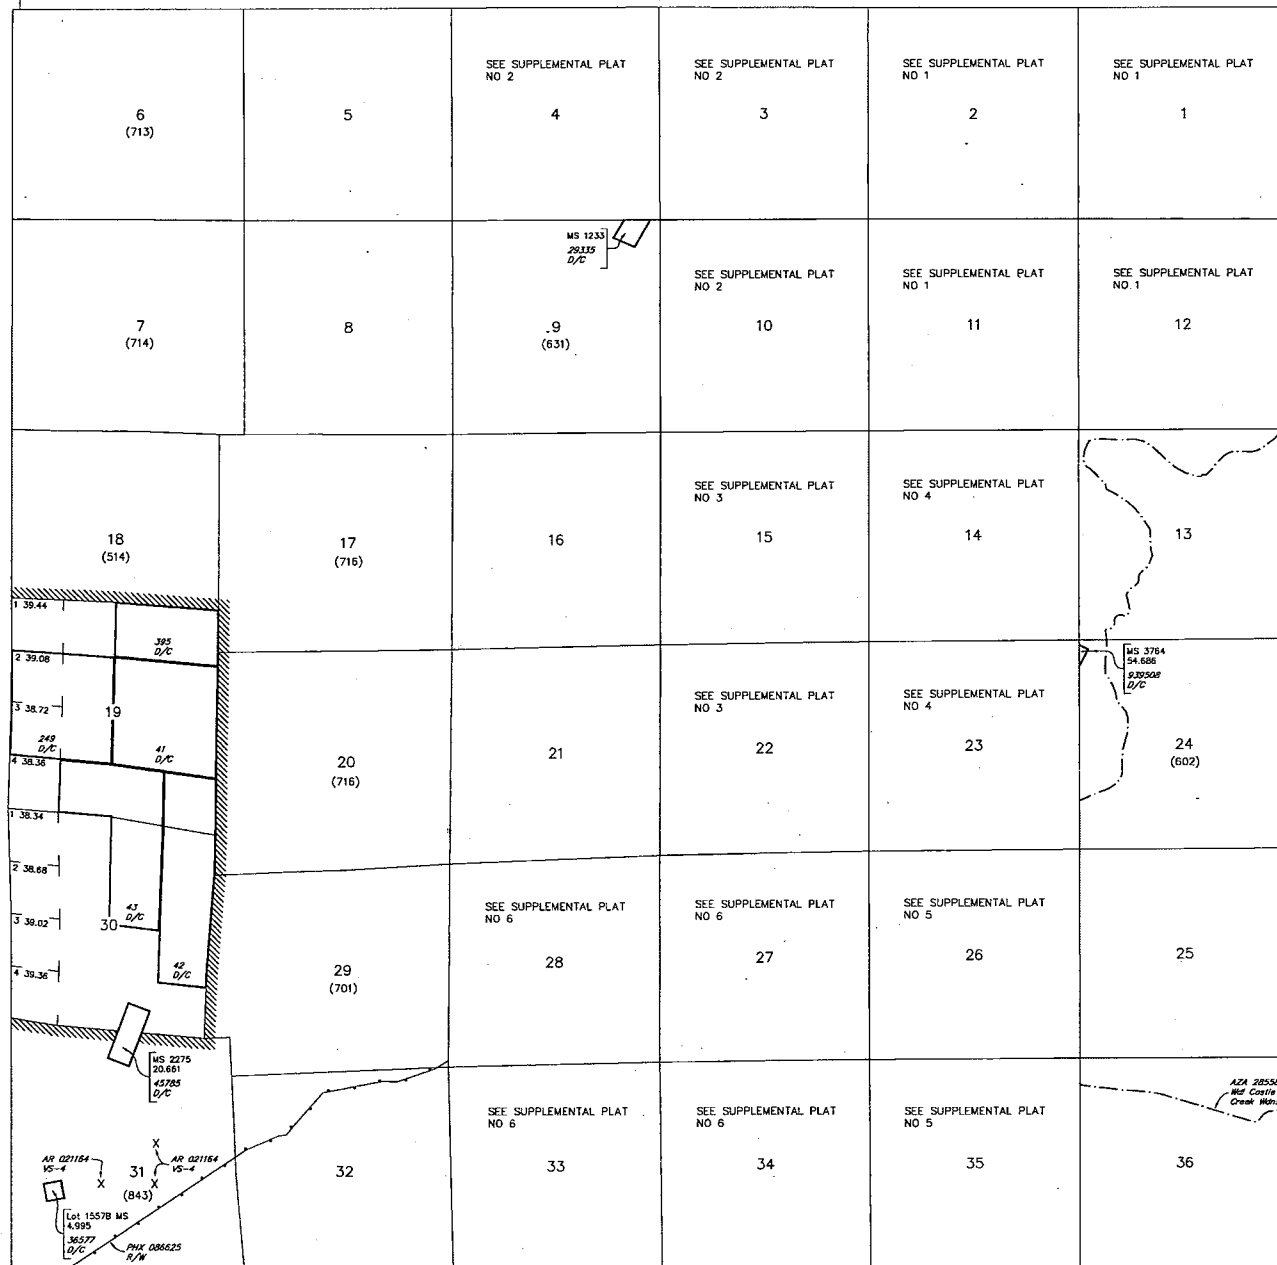 SEE SUPPLEMENTAL PLAT
NO 2
SEE SUPPLEMENTAL PLAT
NO 2
SEE SUPPLEMENTAL PLAT
NO 1
SEE SUPPLEMENTAL PLAT
NO 1
6
(713)
5
4
3
2
1
MS 1233
29335
D/C
SEE SUPPLEMENTAL PLAT
NO 2
SEE SUPPLEMENTAL PLAT
NO 1
SEE SUPPLEMENTAL PLAT
NO 1
7
(714)
8
9
(631)
10
11
12
SEE SUPPLEMENTAL PLAT
NO 3
SEE SUPPLEMENTAL PLAT
NO 4
18
(514)
17
(716)
16
15
14
13
1 39.44
395
D/C
2 39.08
3 38.72
19
249
D/C
41
D/C
4 38.36
MS 3764
54.686
939508
D/C
SEE SUPPLEMENTAL PLAT
NO 3
SEE SUPPLEMENTAL PLAT
NO 4
20
(716)
21
22
23
24
(602)
1 38.34
2 38.68
3 39.02
43
D/C
30
4 39.36
42
D/C
SEE SUPPLEMENTAL PLAT
NO 6
SEE SUPPLEMENTAL PLAT
NO 6
SEE SUPPLEMENTAL PLAT
NO 5
29
(701)
28
27
26
25
MS 2275
20.661
45785
D/C
AZA 28558
Wdl Castle
Creek Wdns
SEE SUPPLEMENTAL PLAT
NO 6
SEE SUPPLEMENTAL PLAT
NO 6
SEE SUPPLEMENTAL PLAT
NO 5
X
AR 021164
VS-4
AR 021164
VS-4
X
X
31
(843)
32
33
34
35
36
Lot 1557B MS
4.995
36577
D/C
PHX 086625
R/W